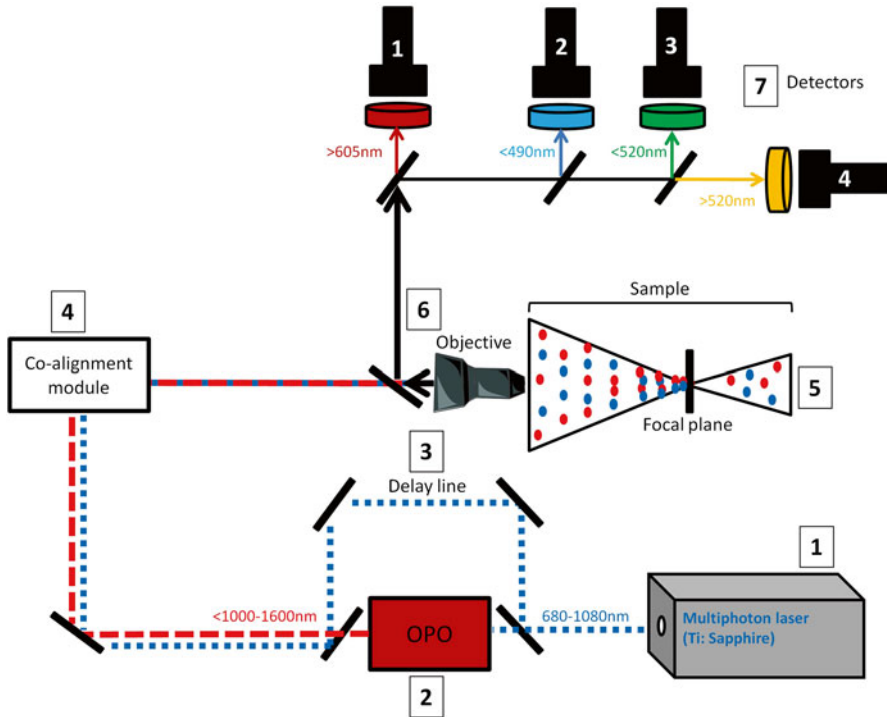 1
2
3
7 Detectors
>605nm
<490nm
<520nm
>520nm
4
4
6
Sample
Co-alignment
module
Objective
5
Focal plane
3
Delay line
1
<1000-1600nm
OPO
680-1080nm
Multiphoton laser
(Ti: Sapphire)
2